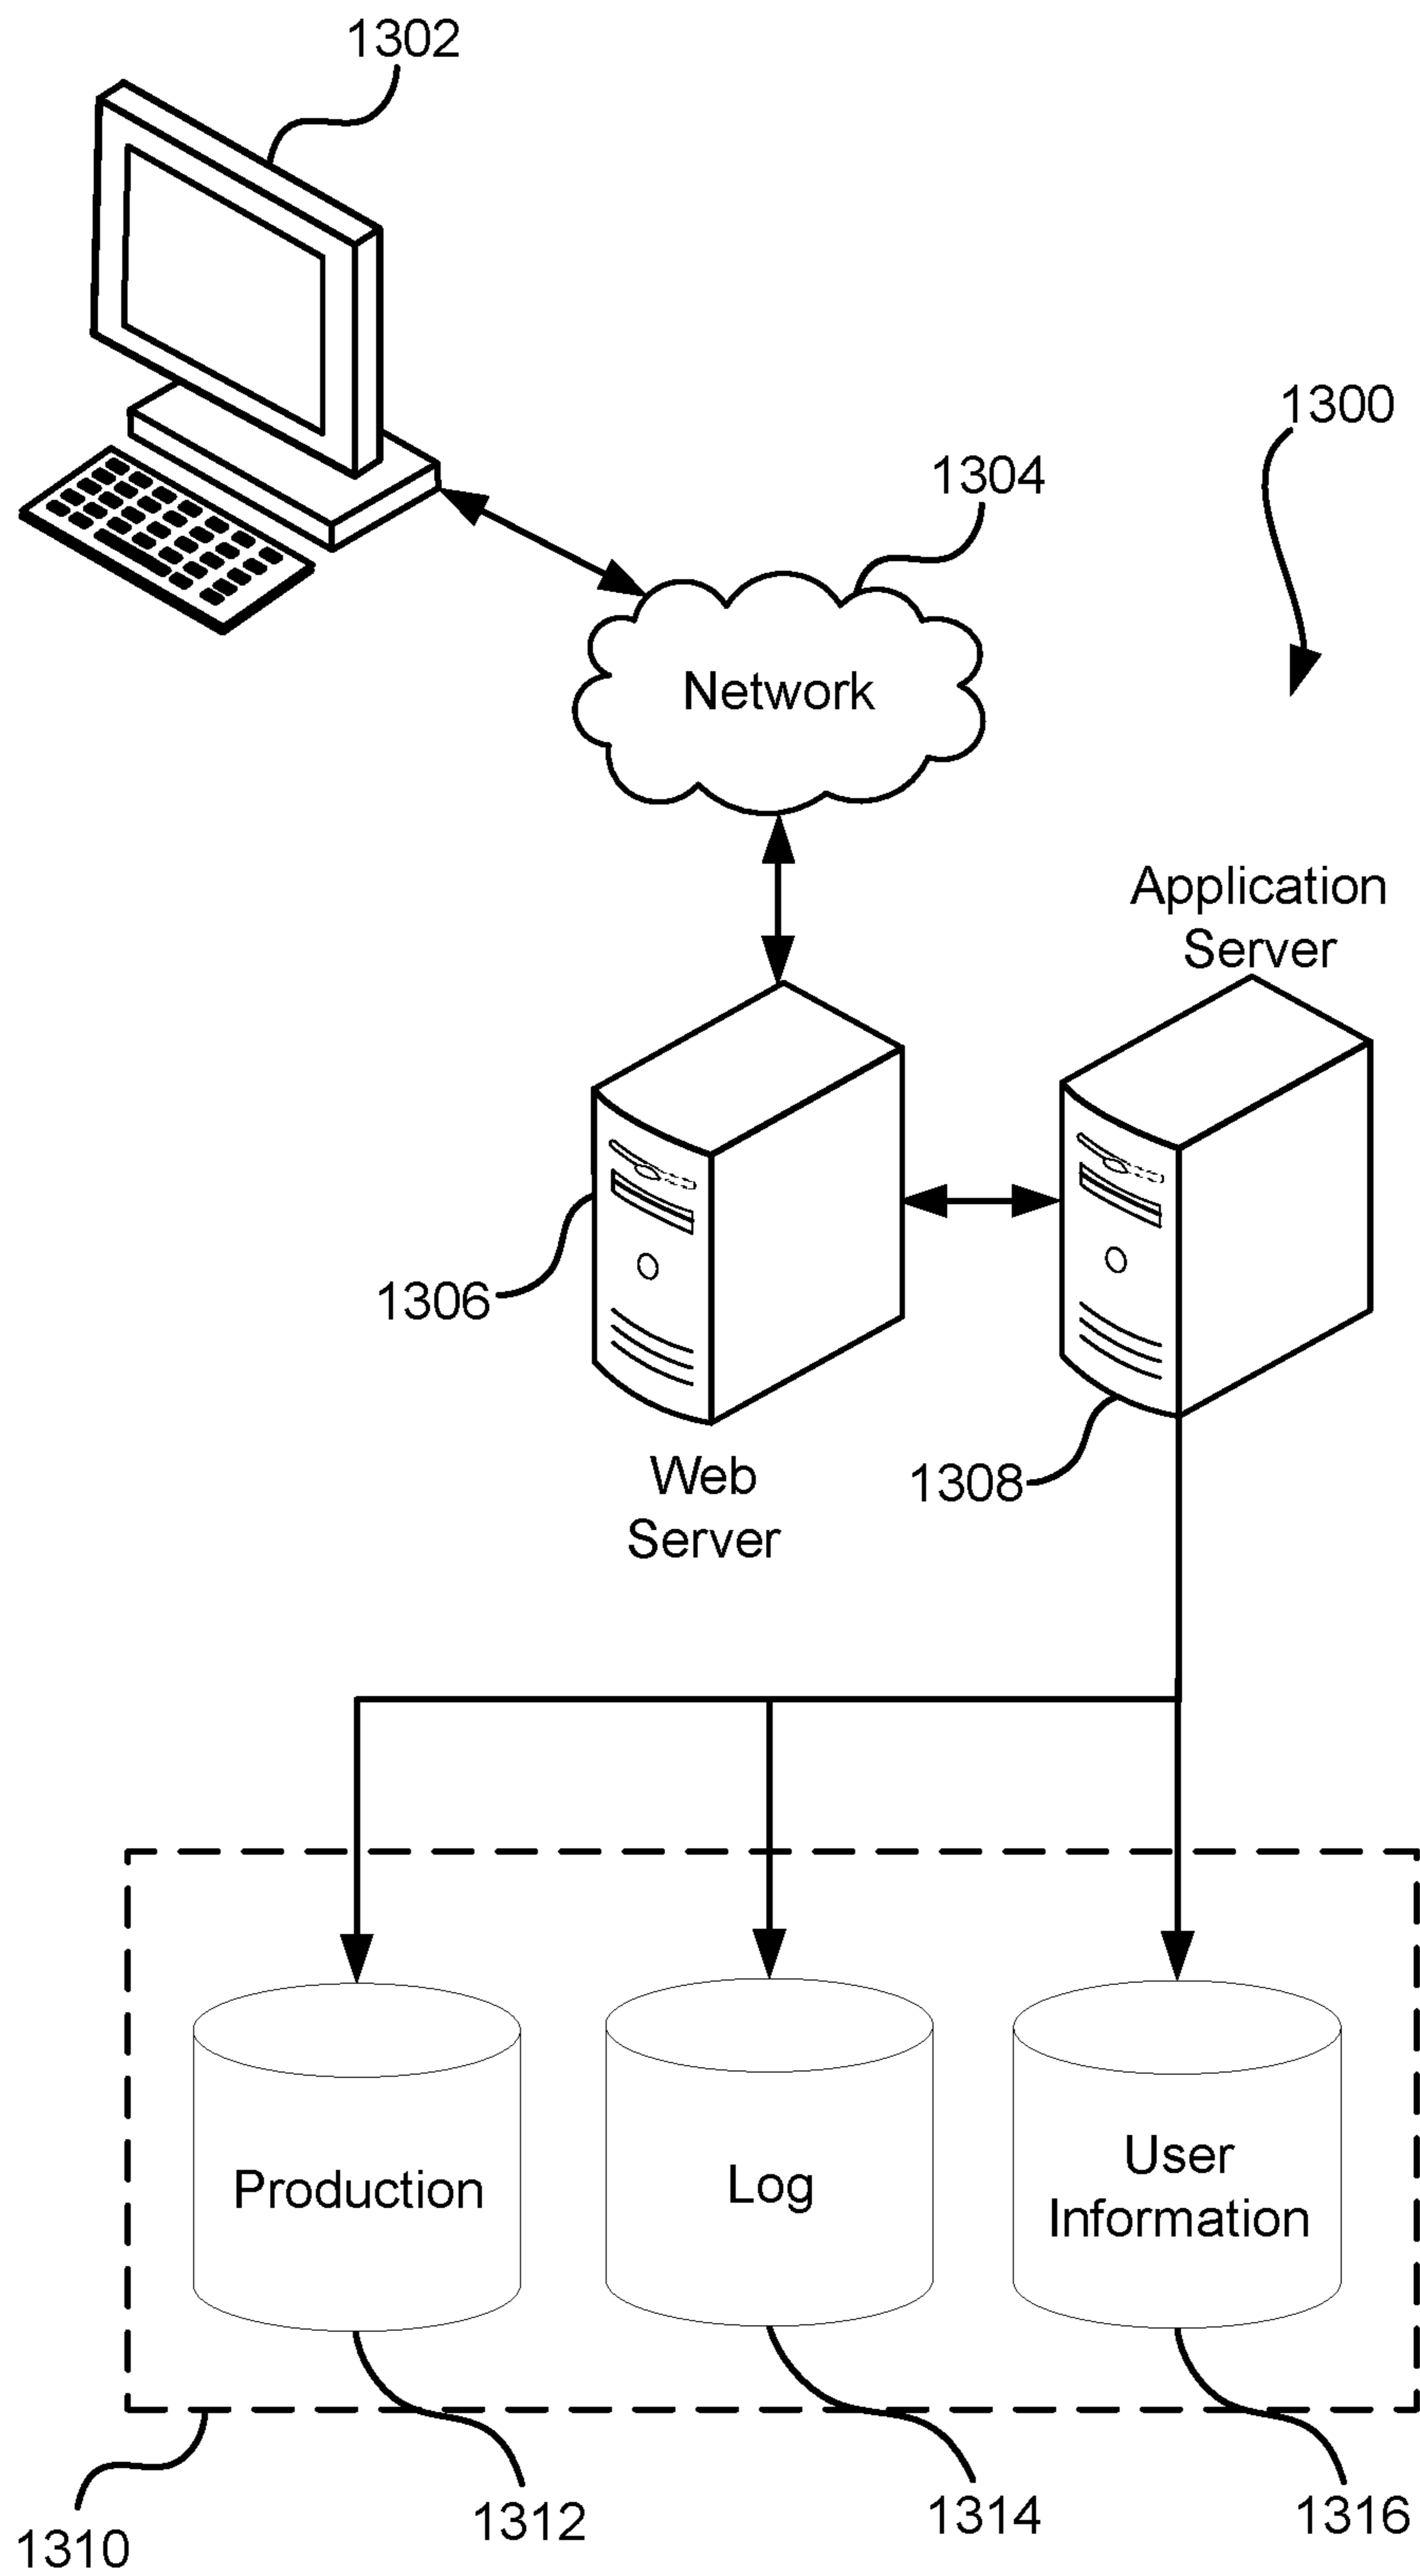 1302
1300
1304
Network
Application
Server
1306
Web
Server
1308
Production
Log
User
Information
1310
1312
1314
1316